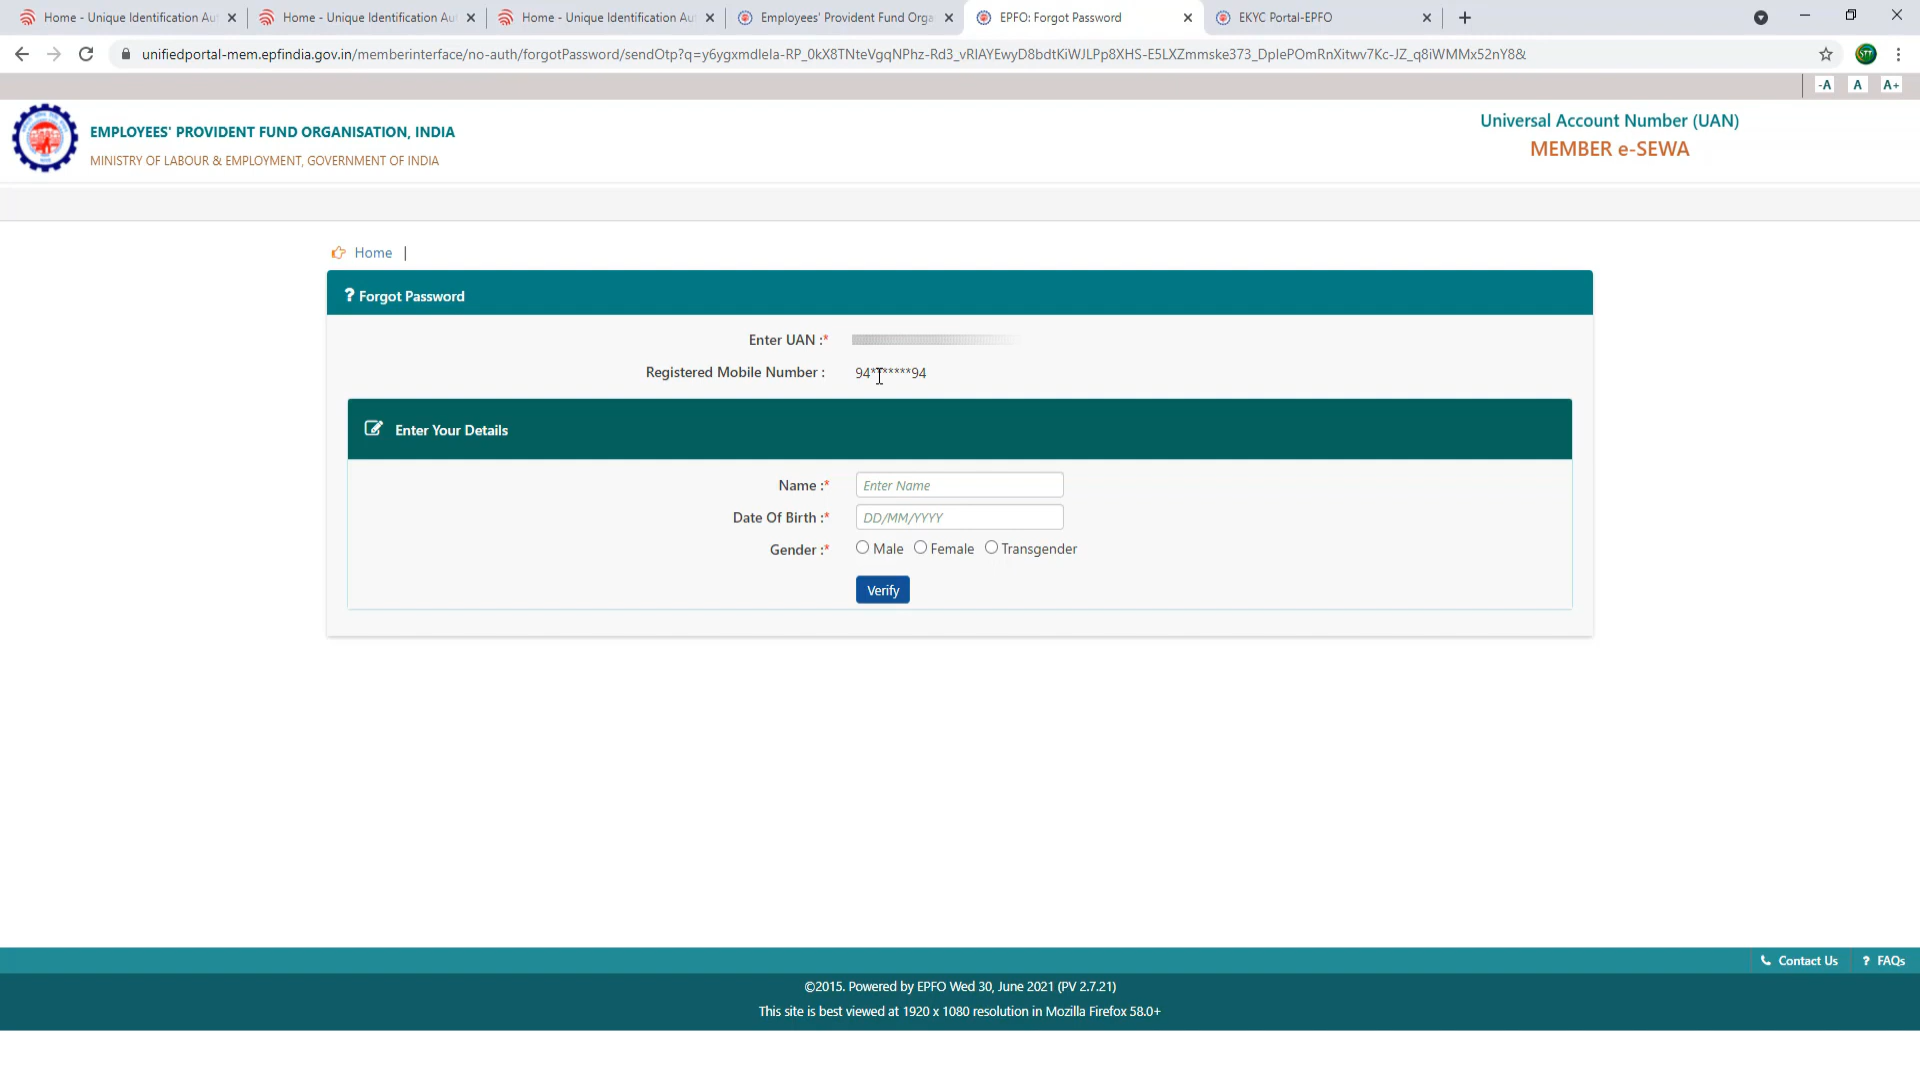 Home - Unique Identification Au
Home - Unique Identification Au
Home - Unique Identification Au
Employees' Provident Fund Orga
EPFO: Forgot Password
EKYC Portal-EPFO
unifiedportal-mem.epfindia.gov.in/memberinterface/no-auth/forgotPassword/sendOtp?q=y6ygxmdlela-RP_0kX8TNteVgqNPhz-Rd3_vRIAYEwyD8bdtKiWJLPp8XHS-E5LXZmmske373_DpIePOmRnXitwv7Kc-JZ_q8iWMMx52nY8&
-A A A+
EMPLOYEES' PROVIDENT FUND ORGANISATION, INDIA
MINISTRY OF LABOUR & EMPLOYMENT, GOVERNMENT OF INDIA
Universal Account Number (UAN)
MEMBER e-SEWA
Home |
? Forgot Password
Enter UAN :*
Registered Mobile Number : 94******94
Enter Your Details
Name :* Enter Name
Date Of Birth :* DD/MM/YYYY
Gender :* Male Female Transgender
Verify
Contact Us ? FAQs
©2015. Powered by EPFO Wed 30, June 2021 (PV 2.7.21)
This site is best viewed at 1920 x 1080 resolution in Mozilla Firefox 58.0+